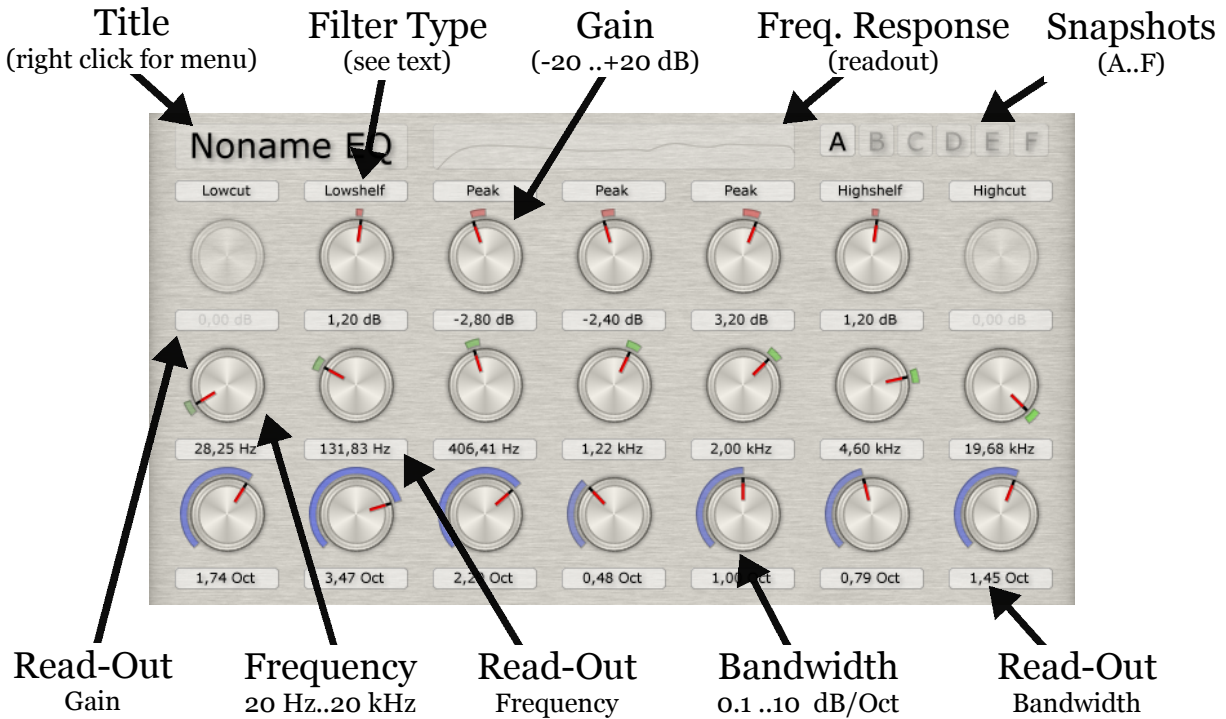 Title
(right click for menu)
Filter Type
(see text)
Gain
(-20 ..+20 dB)
Freq. Response
(readout)
Snapshots
(A..F)
Noname EQ
A B C D E F
Lowcut
Lowshelf
Peak
Peak
Peak
Highshelf
Highcut
0,00 dB
1,20 dB
-2,80 dB
-2,40 dB
3,20 dB
1,20 dB
0,00 dB
28,25 Hz
131,83 Hz
406,41 Hz
1,22 kHz
2,00 kHz
4,60 kHz
19,68 kHz
1,74 Oct
3,47 Oct
Oct
0,48 Oct
1,00 Oct
0,79 Oct
1,45 Oct
Read-Out
Gain
Frequency
20 Hz..20 kHz
Read-Out
Frequency
Bandwidth
0.1 ..10 dB/Oct
Read-Out
Bandwidth